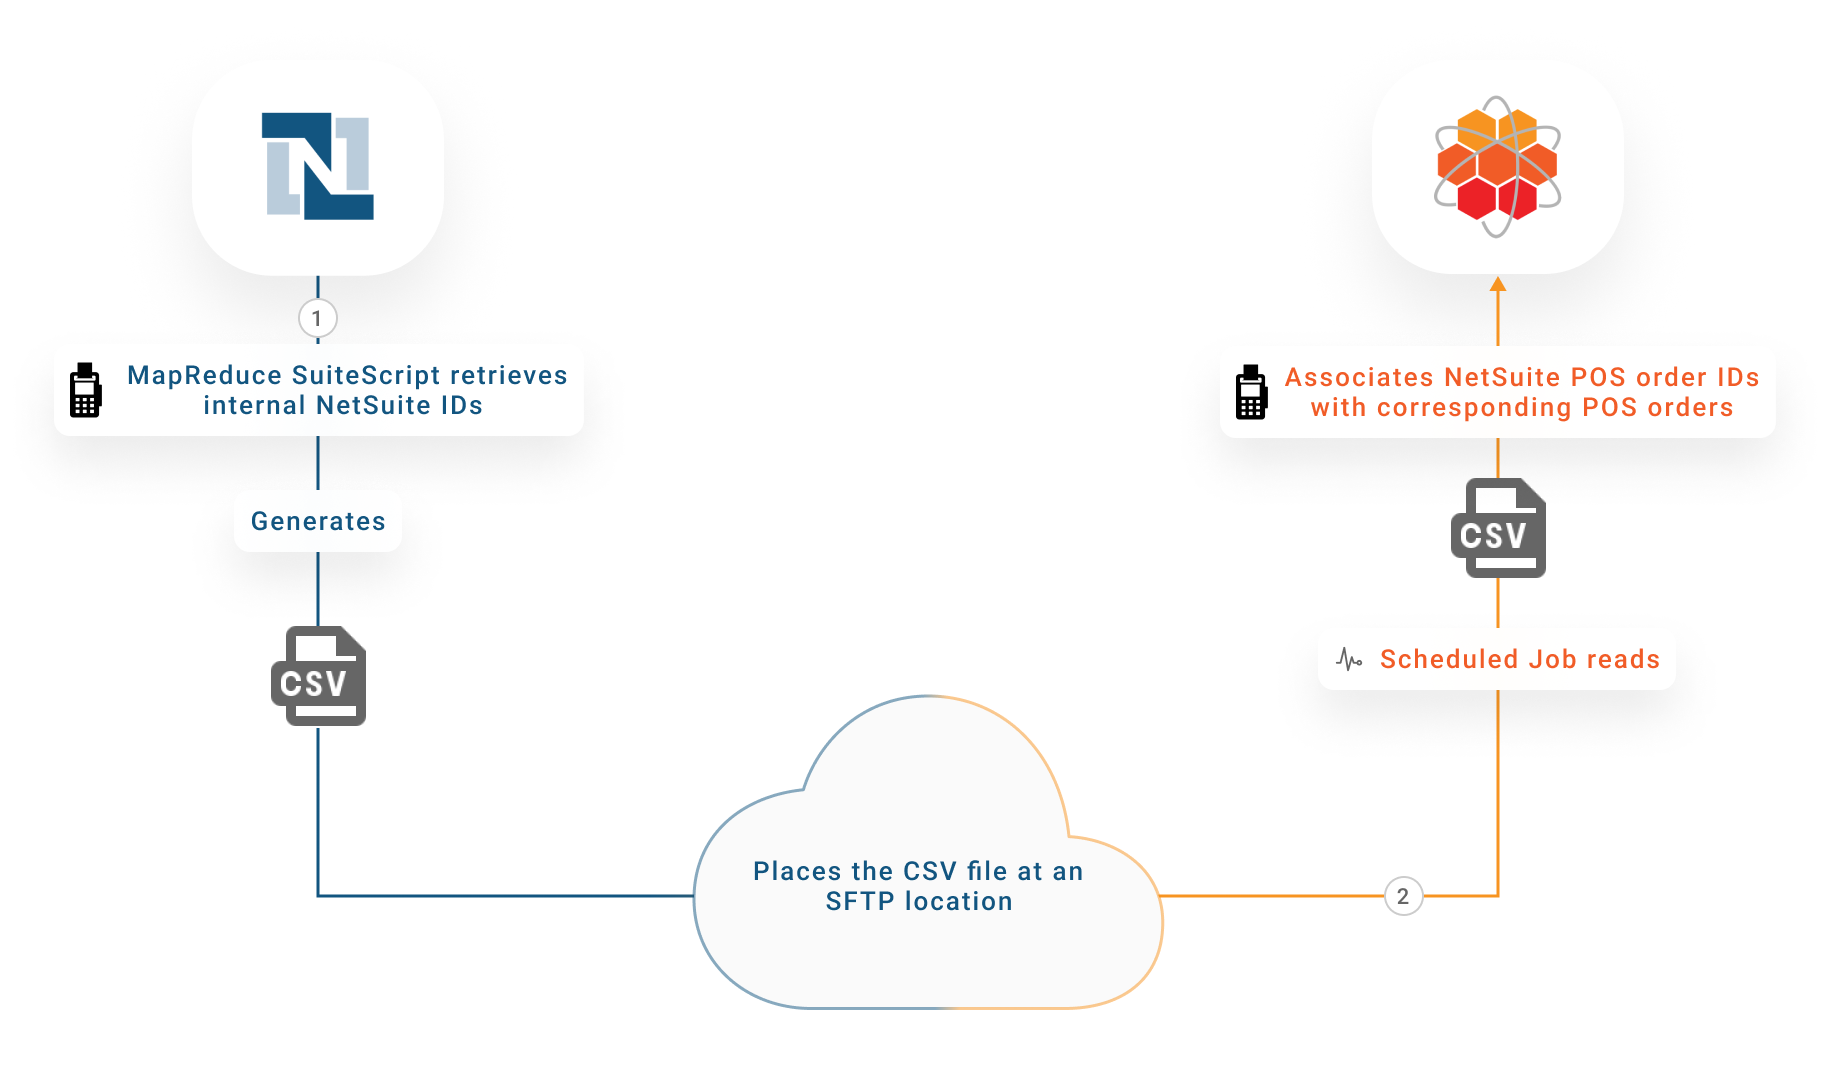 N
1
MapReduce SuiteScript retrieves
internal NetSuite IDs
Generates
CSV
Places the CSV file at an
SFTP location
2
Scheduled Job reads
CSV
Associates NetSuite POS order IDs
with corresponding POS orders